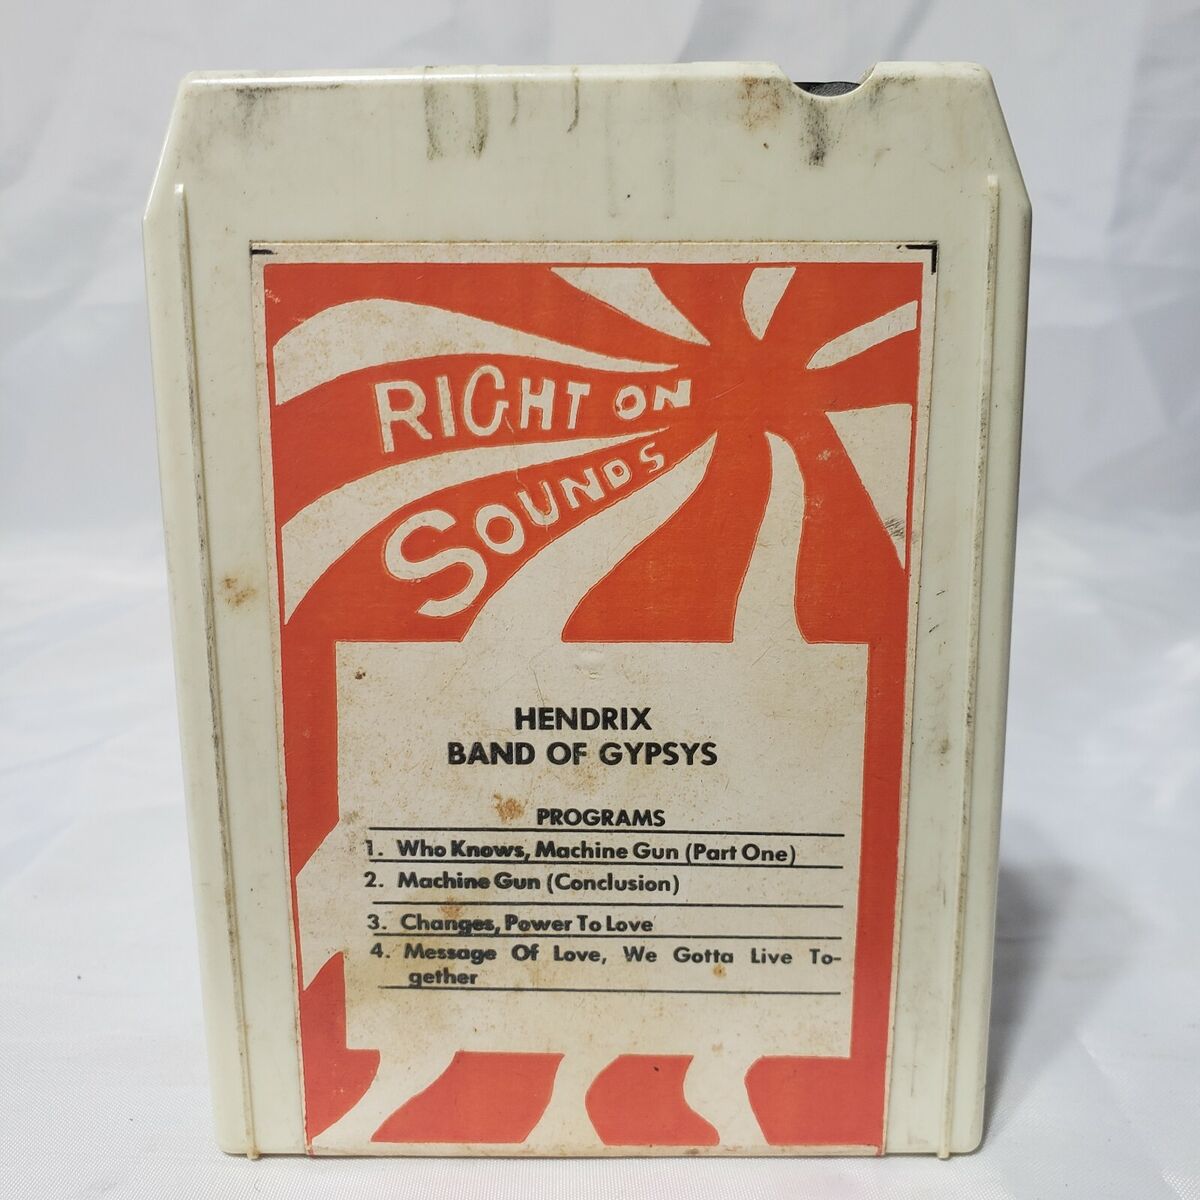 RIGHT ON
SOUNDS
HENDRIX
BAND OF GYPSYS
PROGRAMS
1. Who Knows, Machine Gun (Part One)
2. Machine Gun (Conclusion)
3. Changes, Power To Love
4. Message Of Love, We Gotta Live To-
gether